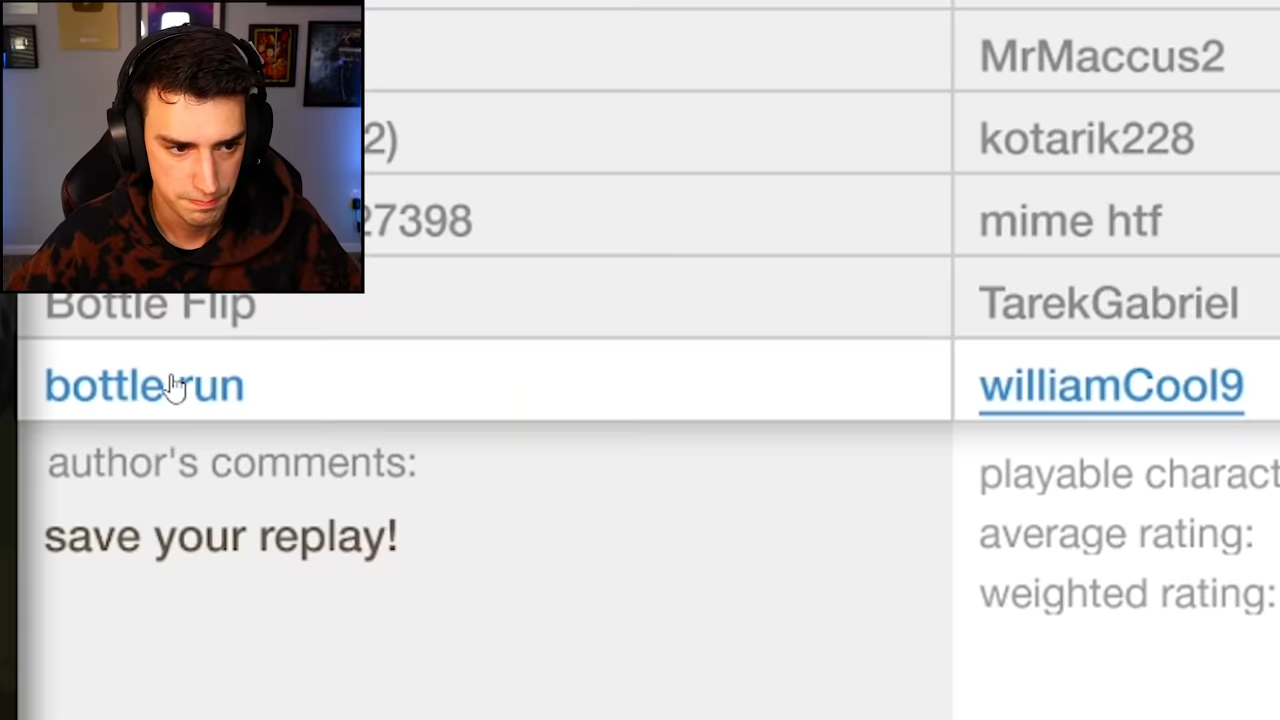 MrMaccus2
2) kotarik228
27398 mime htf
Bottle Flip TarekGabriel
bottle run williamCool9
author's comments:
save your replay!
playable charact
average rating:
weighted rating: